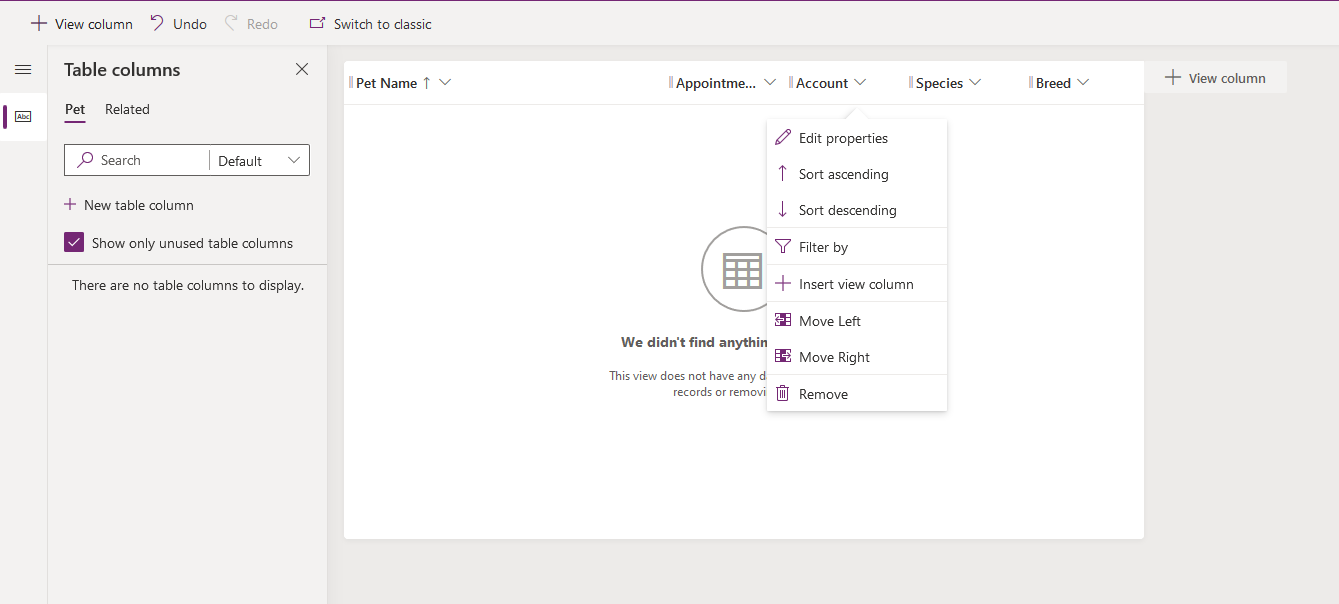 View column Undo Redo Switch to classic
Table columns
Pet Related
Search Default
New table column
Show only unused table columns
There are no table columns to display.
Abc
Pet Name ↑ Appointme... Account Species Breed
View column
Edit properties
Sort ascending
Sort descending
Filter by
Insert view column
Move Left
Move Right
Remove
We didn't find
This view does not have any
records or